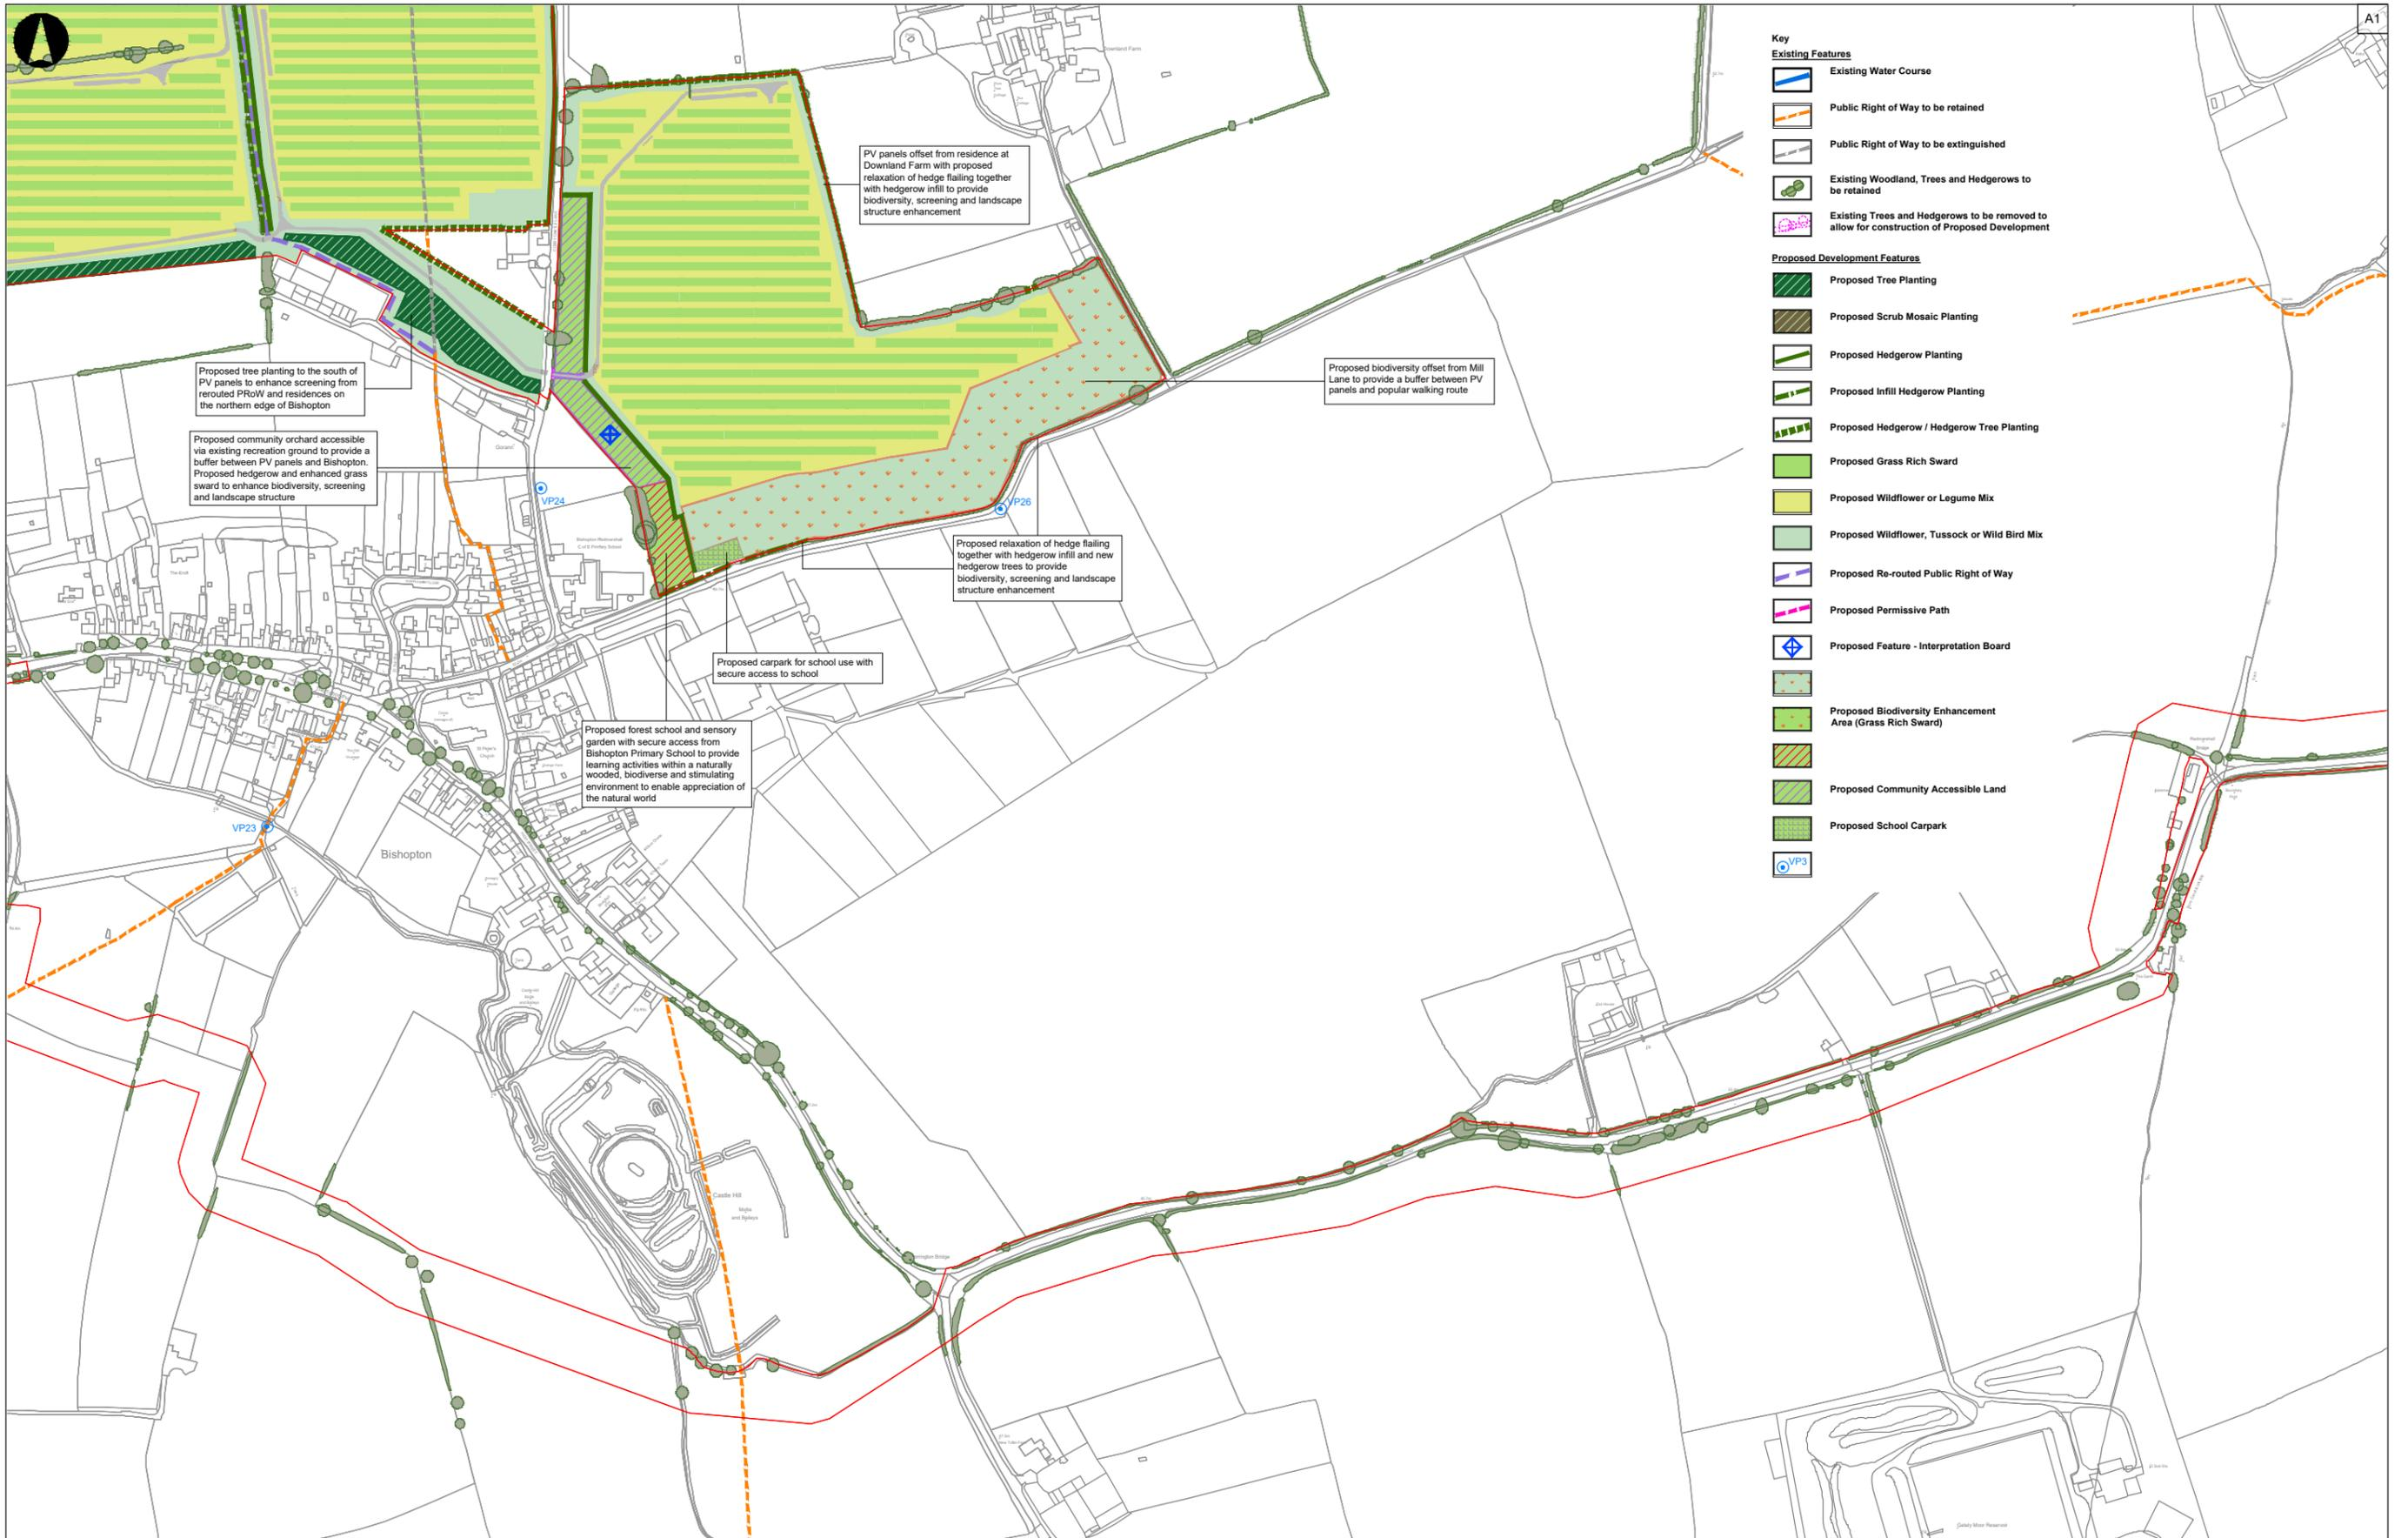 A1
Key
Existing Features
Existing Water Course
Public Right of Way to be retained
Public Right of Way to be extinguished
Existing Woodland, Trees and Hedgerows to
be retained
Existing Trees and Hedgerows to be removed to
allow for construction of Proposed Development
Proposed Development Features
Proposed Tree Planting
Proposed Scrub Mosaic Planting
Proposed Hedgerow Planting
Proposed Infill Hedgerow Planting
Proposed Hedgerow / Hedgerow Tree Planting
Proposed Grass Rich Sward
Proposed Wildflower or Legume Mix
Proposed Wildflower, Tussock or Wild Bird Mix
Proposed Re-routed Public Right of Way
Proposed Permissive Path
Proposed Feature - Interpretation Board
Proposed Biodiversity Enhancement
Area (Grass Rich Sward)
Proposed Community Accessible Land
Proposed School Carpark
VP3
Downland Farm
PV panels offset from residence at
Downland Farm with proposed
relaxation of hedge flailing together
with hedgerow infill to provide
biodiversity, screening and landscape
structure enhancement
Proposed tree planting to the south of
PV panels to enhance screening from
rerouted PRoW and residences on
the northern edge of Bishopton
Proposed biodiversity offset from Mill
Lane to provide a buffer between PV
panels and popular walking route
Proposed community orchard accessible
via existing recreation ground to provide a
buffer between PV panels and Bishopton.
Proposed hedgerow and enhanced grass
sward to enhance biodiversity, screening
and landscape structure
VP24
VP26
Bishopton Redmarshall
C of E Primary School
Proposed relaxation of hedge flailing
together with hedgerow infill and new
hedgerow trees to provide
biodiversity, screening and landscape
structure enhancement
Proposed carpark for school use with
secure access to school
Proposed forest school and sensory
garden with secure access from
Bishopton Primary School to provide
learning activities within a naturally
wooded, biodiverse and stimulating
environment to enable appreciation of
the natural world
St Peter's
Church
VP23
Bishopton
Castle Hill
Motte
and Baileys
Bridge